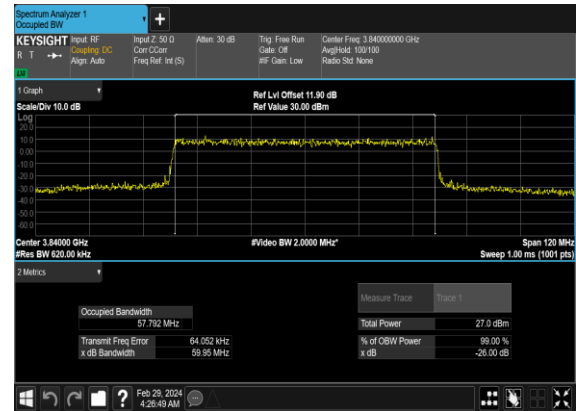 Spectrum Analyzer 1
Occupied BW
KEYSIGHT
R T
Input: RF
Coupling: DC
Align: Auto
Input Z: 50 Ω
Corr CCorr
Freq Ref: Int (S)
Atten: 30 dB
Trig: Free Run
Gate: Off
#IF Gain: Low
Center Freq: 3.840000000 GHz
Avg|Hold: 100/100
Radio Std: None
1 Graph
Scale/Div 10.0 dB
Ref Lvl Offset 11.90 dB
Ref Value 30.00 dBm
Log
20.0
10.0
0.00
-10.0
-20.0
-30.0
-40.0
-50.0
-60.0
Center 3.84000 GHz
#Video BW 2.0000 MHz*
Span 120 MHz
#Res BW 620.00 kHz
Sweep 1.00 ms (1001 pts)
2 Metrics
Measure Trace
Trace 1
Occupied Bandwidth
57.792 MHz
Total Power
27.0 dBm
Transmit Freq Error
64.052 kHz
% of OBW Power
99.00 %
x dB Bandwidth
59.95 MHz
x dB
-26.00 dB
Feb 29, 2024
4:26:49 AM